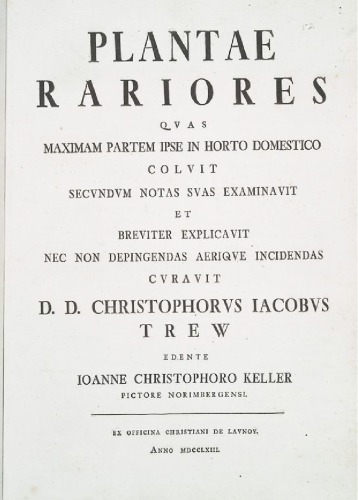 PLANTAE
RARIORES
QVAS
MAXIMAM PARTEM IPSE IN HORTO DOMESTICO
COLVIT
SECVNDVM NOTAS SVAS EXAMINAVIT
ET
BREVITER EXPLICAVIT
NEC NON DEPINGENDAS AERIQVE INCIDENDAS
CVRAVIT
D. D. CHRISTOPHORVS IACOBVS
TREW
EDENTE
IOANNE CHRISTOPHORO KELLER
PICTORE NORIMBERGENSI.
EX OFFICINA CHRISTIANI DE LAVNOY.
ANNO MDCCLXIII.